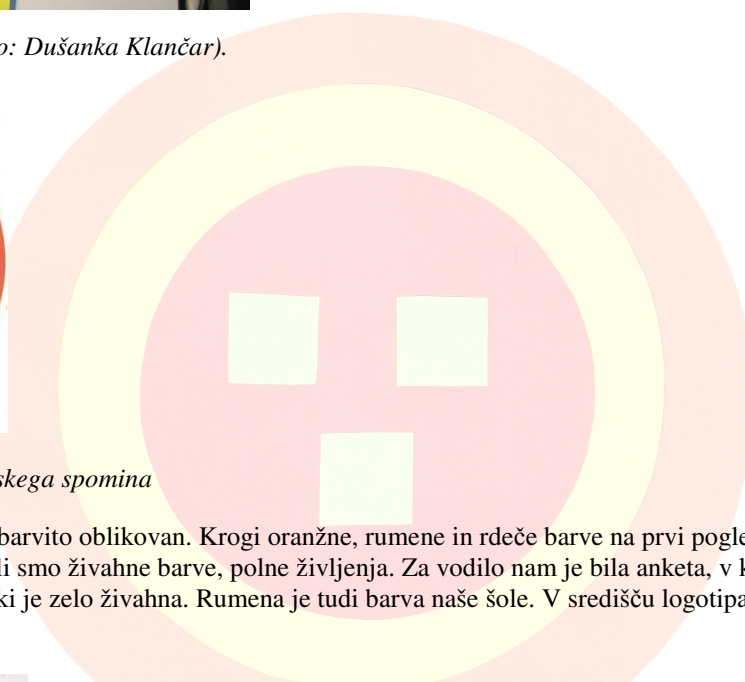 o: Dušanka Klančar).
skega spomina
barvito oblikovan. Krogi oranžne, rumene in rdeče barve na prvi pogle
li smo živahne barve, polne življenja. Za vodilo nam je bila anketa, v k
ki je zelo živahna. Rumena je tudi barva naše šole. V središču logotipa